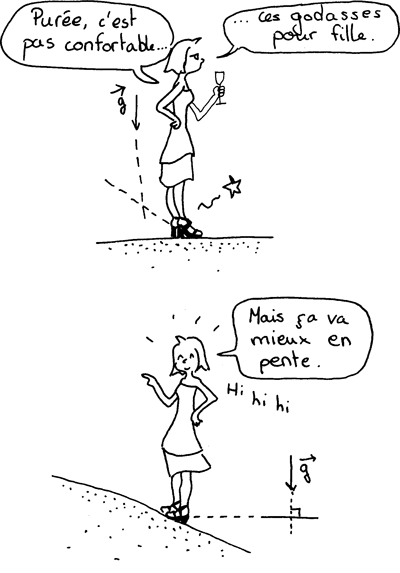 Purée, c'est
pas confortable...
... ces godasses
pour fille.
g
Mais ça va
mieux en
pente.
Hi
hi
hi
g